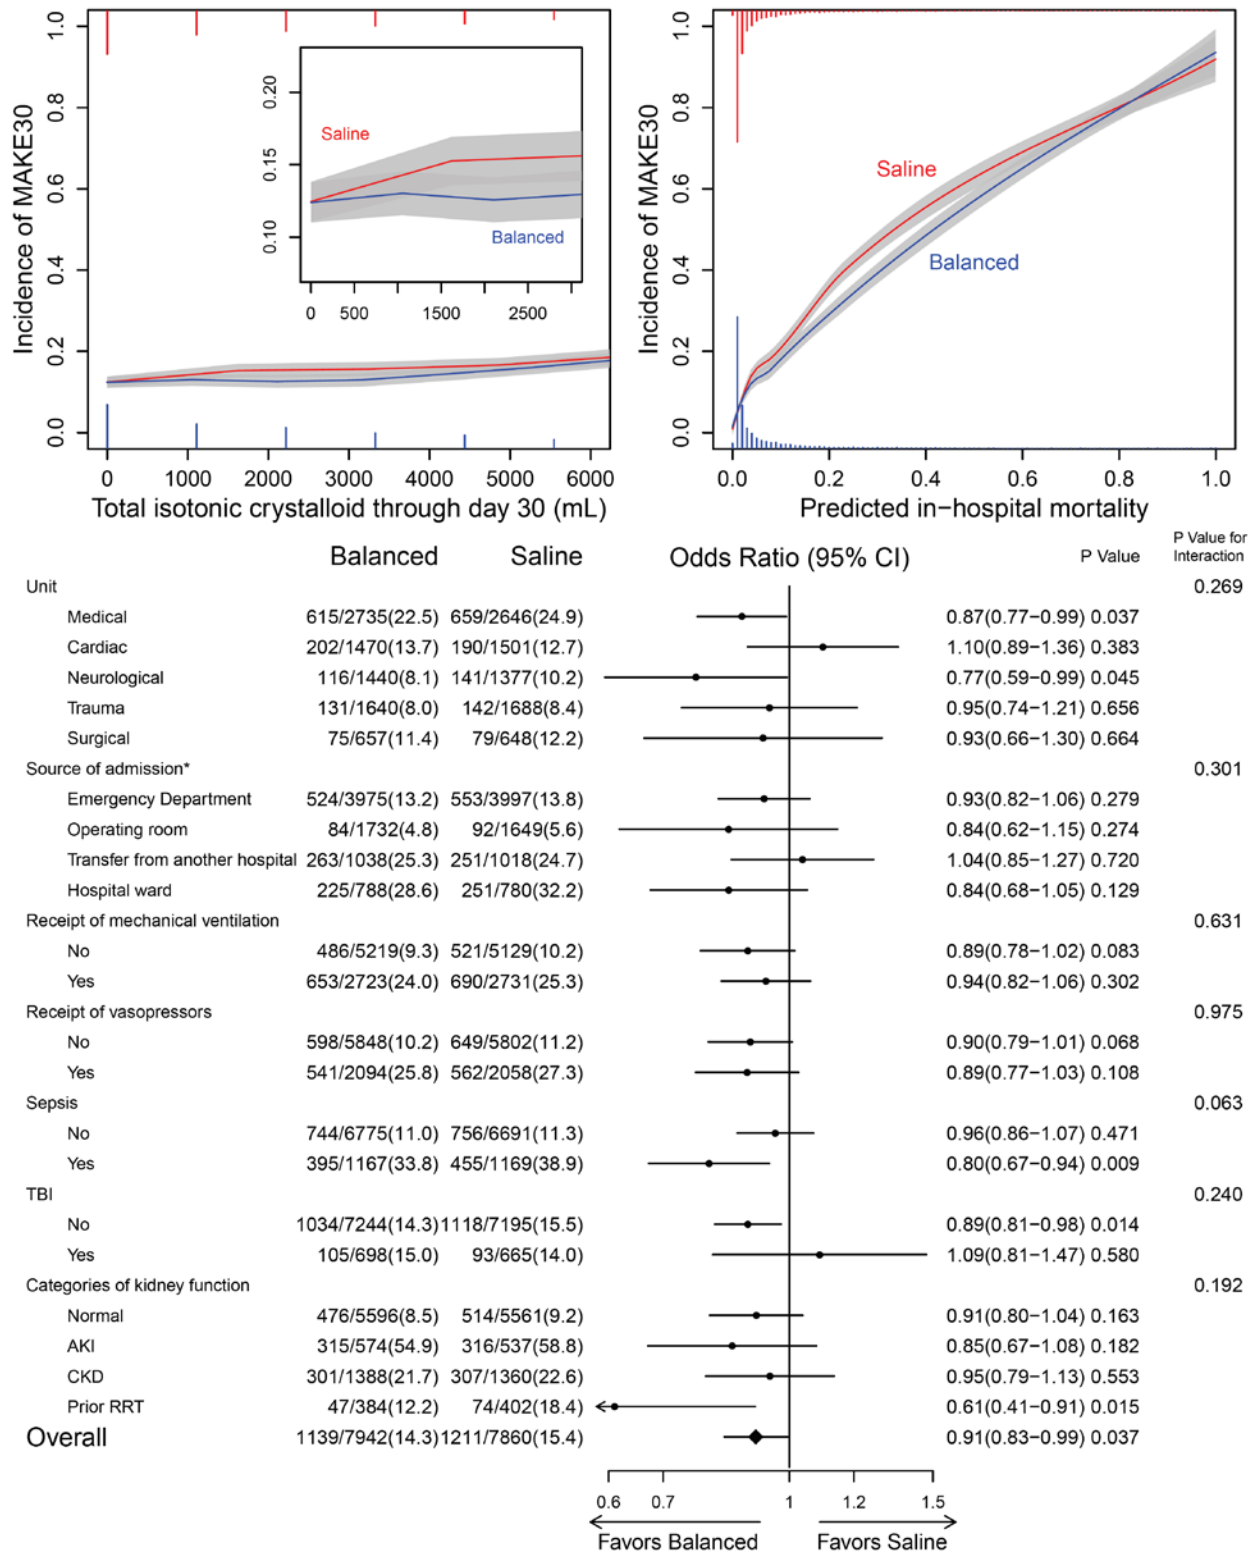 1.0
0.8
0.6
0.4
0.2
0.0
Incidence of MAKE30
0.20
0.15
0.10
Saline
Balanced
0 500 1500 2500
0 1000 2000 3000 4000 5000 6000
Total isotonic crystalloid through day 30 (mL)
1.0
0.8
0.6
0.4
0.2
0.0
Incidence of MAKE30
Saline
Balanced
0.0 0.2 0.4 0.6 0.8 1.0
Predicted in-hospital mortality
Balanced Saline Odds Ratio (95% CI) P Value P Value for Interaction
Unit 0.269
Medical 615/2735(22.5) 659/2646(24.9) 0.87(0.77-0.99) 0.037
Cardiac 202/1470(13.7) 190/1501(12.7) 1.10(0.89-1.36) 0.383
Neurological 116/1440(8.1) 141/1377(10.2) 0.77(0.59-0.99) 0.045
Trauma 131/1640(8.0) 142/1688(8.4) 0.95(0.74-1.21) 0.656
Surgical 75/657(11.4) 79/648(12.2) 0.93(0.66-1.30) 0.664
Source of admission* 0.301
Emergency Department 524/3975(13.2) 553/3997(13.8) 0.93(0.82-1.06) 0.279
Operating room 84/1732(4.8) 92/1649(5.6) 0.84(0.62-1.15) 0.274
Transfer from another hospital 263/1038(25.3) 251/1018(24.7) 1.04(0.85-1.27) 0.720
Hospital ward 225/788(28.6) 251/780(32.2) 0.84(0.68-1.05) 0.129
Receipt of mechanical ventilation 0.631
No 486/5219(9.3) 521/5129(10.2) 0.89(0.78-1.02) 0.083
Yes 653/2723(24.0) 690/2731(25.3) 0.94(0.82-1.06) 0.302
Receipt of vasopressors 0.975
No 598/5848(10.2) 649/5802(11.2) 0.90(0.79-1.01) 0.068
Yes 541/2094(25.8) 562/2058(27.3) 0.89(0.77-1.03) 0.108
Sepsis 0.063
No 744/6775(11.0) 756/6691(11.3) 0.96(0.86-1.07) 0.471
Yes 395/1167(33.8) 455/1169(38.9) 0.80(0.67-0.94) 0.009
TBI 0.240
No 1034/7244(14.3) 1118/7195(15.5) 0.89(0.81-0.98) 0.014
Yes 105/698(15.0) 93/665(14.0) 1.09(0.81-1.47) 0.580
Categories of kidney function 0.192
Normal 476/5596(8.5) 514/5561(9.2) 0.91(0.80-1.04) 0.163
AKI 315/574(54.9) 316/537(58.8) 0.85(0.67-1.08) 0.182
CKD 301/1388(21.7) 307/1360(22.6) 0.95(0.79-1.13) 0.553
Prior RRT 47/384(12.2) 74/402(18.4) 0.61(0.41-0.91) 0.015
Overall 1139/7942(14.3) 1211/7860(15.4) 0.91(0.83-0.99) 0.037
0.6 0.7 1 1.2 1.5
Favors Balanced Favors Saline